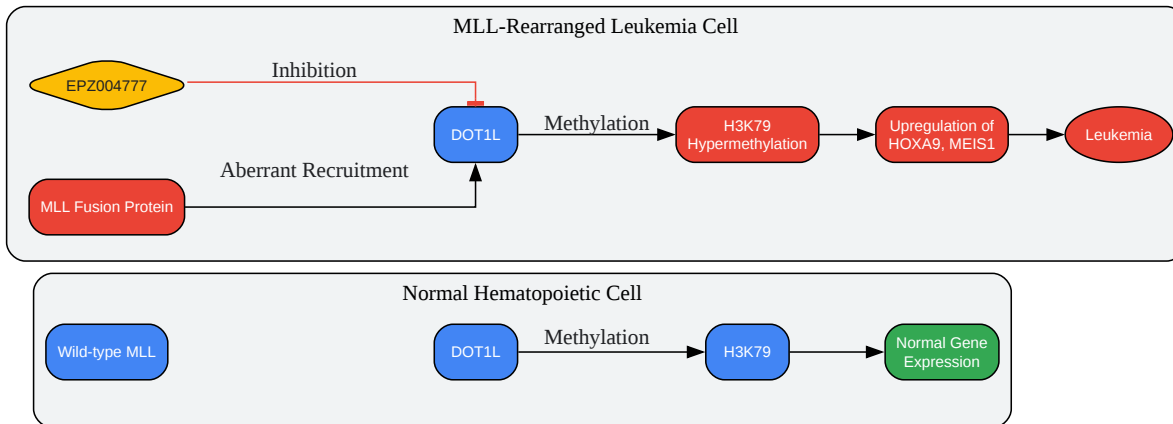 MLL-Rearranged Leukemia Cell
EPZ004777
Inhibition
DOT1L
Methylation
H3K79
Hypermethylation
Upregulation of
HOXA9, MEIS1
Leukemia
Aberrant Recruitment
MLL Fusion Protein
Normal Hematopoietic Cell
Wild-type MLL
DOT1L
Methylation
H3K79
Normal Gene
Expression